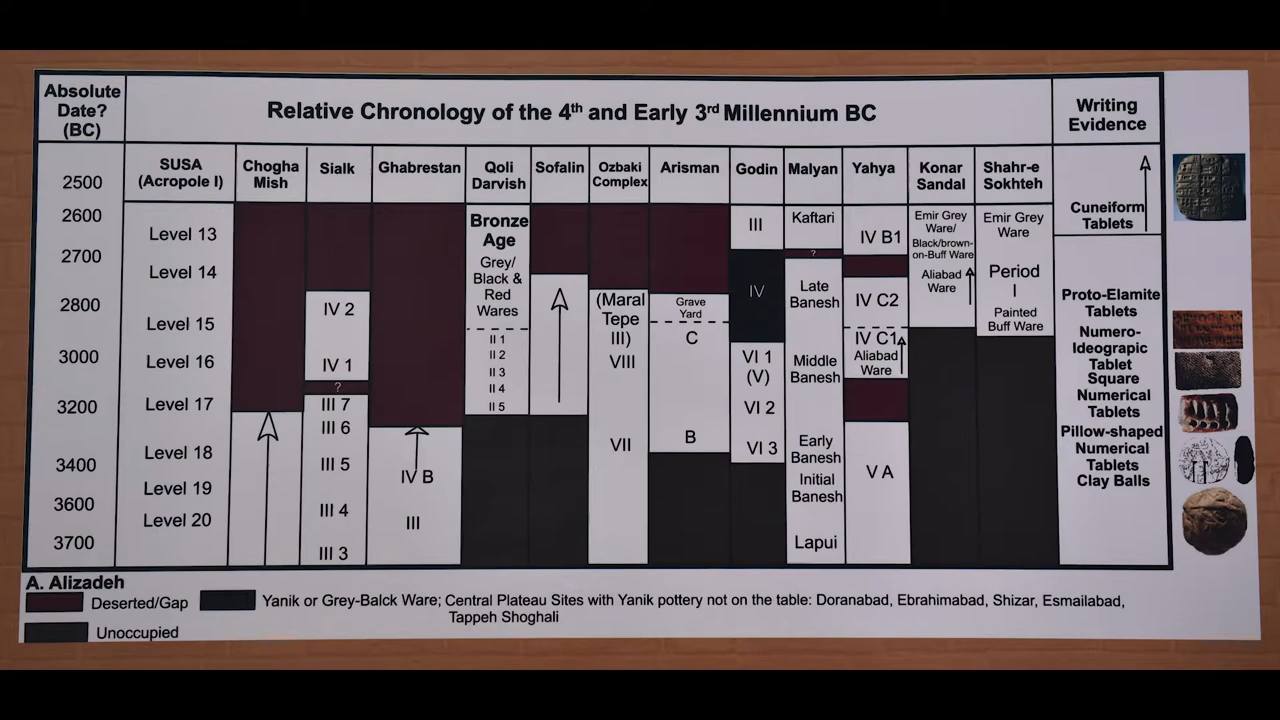 Absolute
Date?
(BC)
Relative Chronology of the 4th and Early 3rd Millennium BC
Writing
Evidence
SUSA
(Acropole I)
Chogha
Mish
Sialk
Ghabrestan
Qoli
Darvish
Sofalin
Ozbaki
Complex
Arisman
Godin
Malyan
Yahya
Konar
Sandal
Shahr-e
Sokhteh
2500
2600
2700
2800
3000
3200
3400
3600
3700
Level 13
Level 14
Level 15
Level 16
Level 17
Level 18
Level 19
Level 20
IV 2
IV 1
?
III 7
III 6
III 5
III 4
III 3
IV B
III
Bronze
Age
Grey/
Black &
Red
Wares
II 1
II 2
II 3
II 4
II 5
(Maral
Tepe
III)
VIII
VII
Grave
Yard
C
B
III
IV
VI 1
(V)
VI 2
VI 3
Kaftari
?
Late
Banesh
Middle
Banesh
Early
Banesh
Initial
Banesh
Lapui
IV B1
IV C2
IV C1
Aliabad
Ware
V A
Emir Grey
Ware/
Black/brown-
on-Buff Ware
Aliabad
Ware
Emir Grey
Ware
Period
I
Painted
Buff Ware
Cuneiform
Tablets
Proto-Elamite
Tablets
Numero-
Ideograpic
Tablet
Square
Numerical
Tablets
Pillow-shaped
Numerical
Tablets
Clay Balls
A. Alizadeh
Deserted/Gap
Yanik or Grey-Balck Ware; Central Plateau Sites with Yanik pottery not on the table: Doranabad, Ebrahimabad, Shizar, Esmailabad,
Tappeh Shoghali
Unoccupied